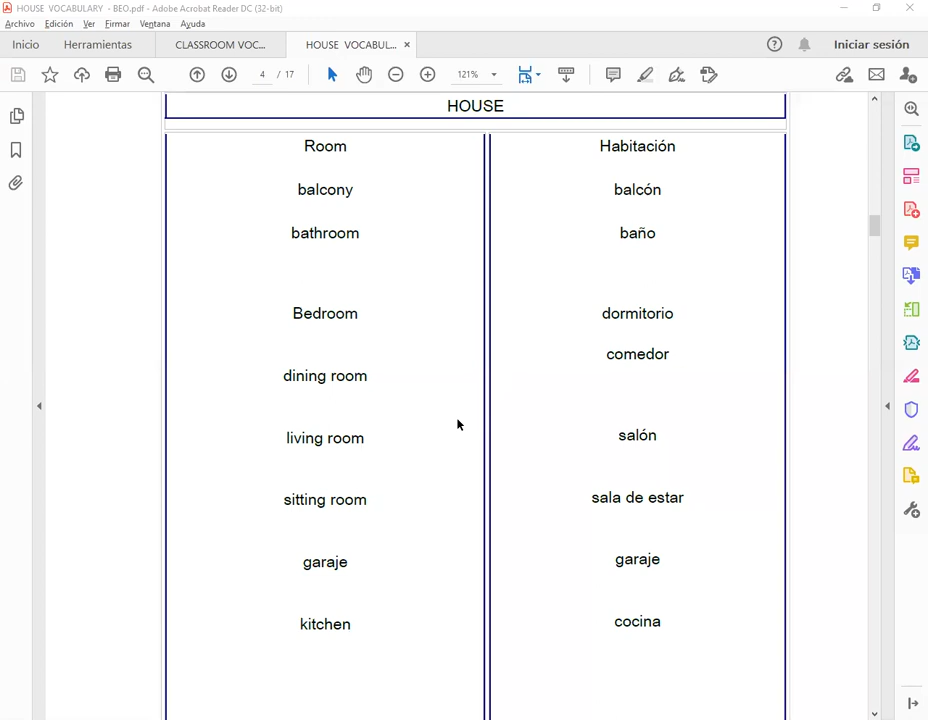 HOUSE VOCABULARY - BEO.pdf - Adobe Acrobat Reader DC (32-bit)
Archivo Edición Ver Firmar Ventana Ayuda
Inicio Herramientas CLASSROOM VOC... HOUSE VOCABUL... × Iniciar sesión
4 / 17 121%
HOUSE
Room Habitación
balcony balcón
bathroom baño
Bedroom dormitorio
comedor
dining room
living room salón
sitting room sala de estar
garaje garaje
kitchen cocina